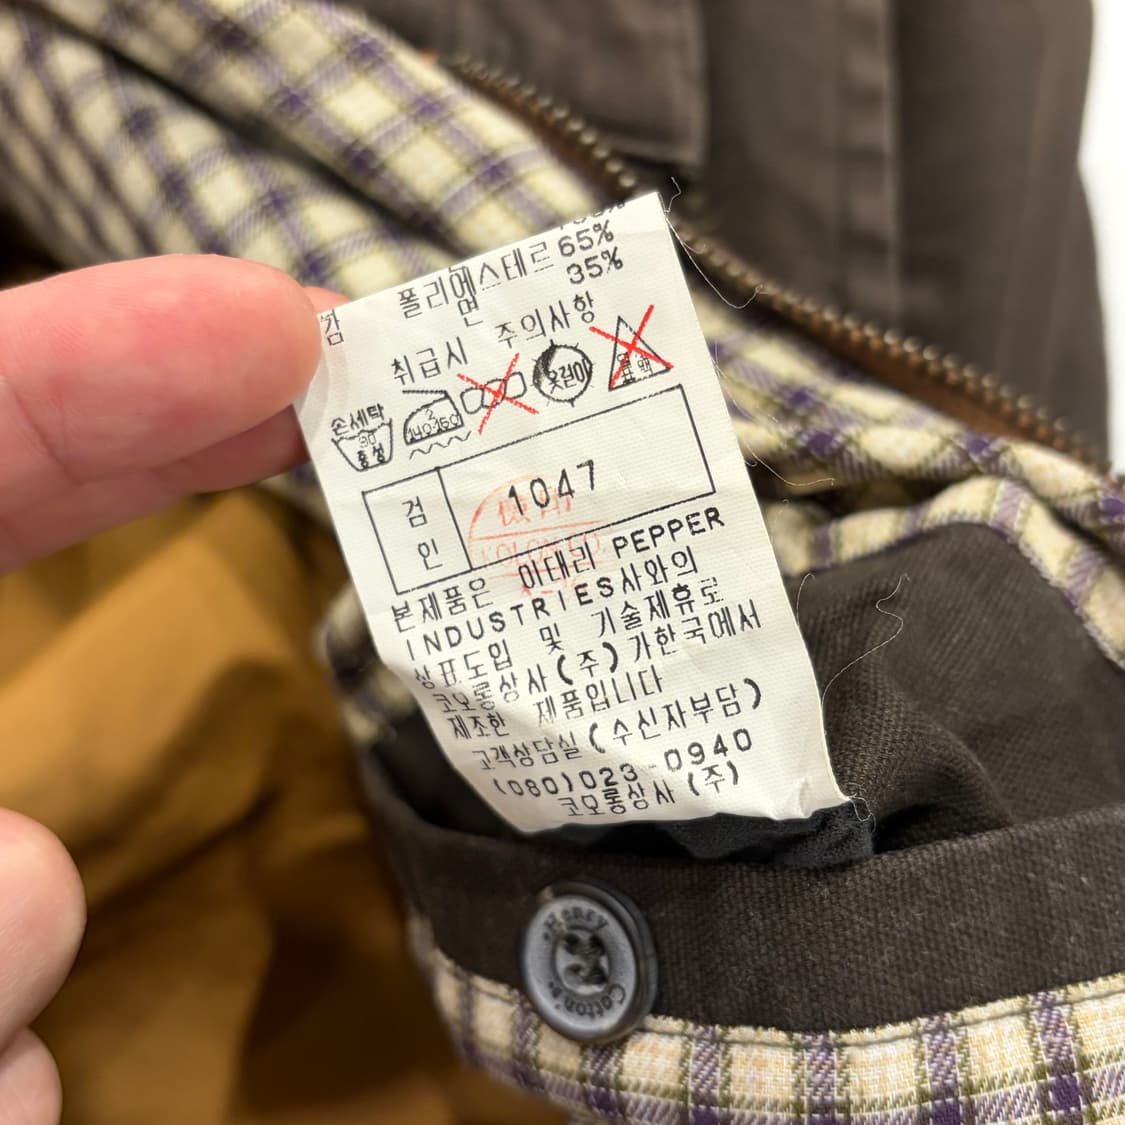 폴리에스테르 65%
면 35%
감
취급시 주의사항
손세탁
30
중성
2
140-160
옷걸이
검
인
1047
본제품은 이태리 PEPPER
INDUSTRIES사와의
상표도입 및 기술제휴로
코오롱상사(주)가한국에서
제조한 제품입니다
고객상담실(수신자부담)
(080)023-0940
코오롱상사(주)
Cotton's